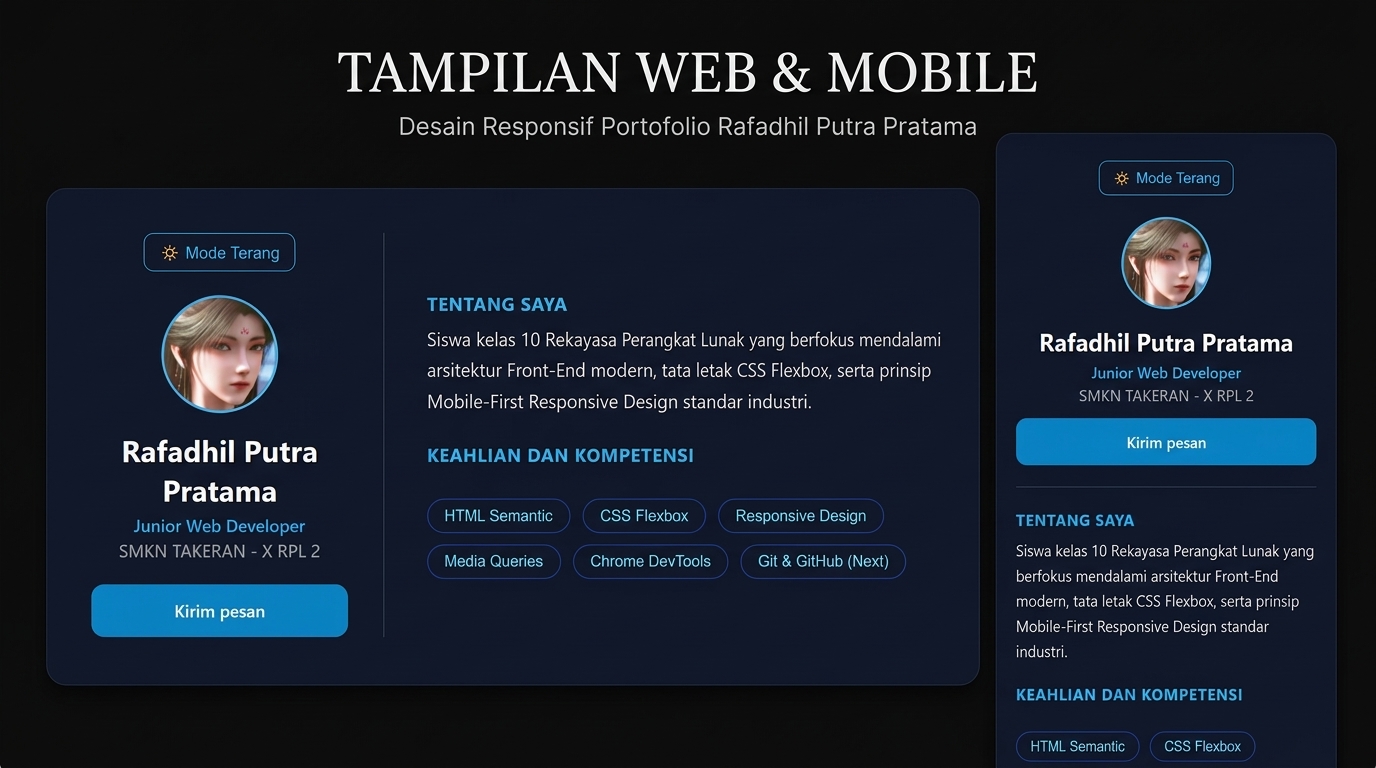 TAMPILAN WEB & MOBILE
Desain Responsif Portofolio Rafadhil Putra Pratama
Mode Terang
Rafadhil Putra
Pratama
Junior Web Developer
SMKN TAKERAN - X RPL 2
Kirim pesan
TENTANG SAYA
Siswa kelas 10 Rekayasa Perangkat Lunak yang berfokus mendalami
arsitektur Front-End modern, tata letak CSS Flexbox, serta prinsip
Mobile-First Responsive Design standar industri.
KEAHLIAN DAN KOMPETENSI
HTML Semantic CSS Flexbox Responsive Design
Media Queries Chrome DevTools Git & GitHub (Next)
Mode Terang
Rafadhil Putra Pratama
Junior Web Developer
SMKN TAKERAN - X RPL 2
Kirim pesan
TENTANG SAYA
Siswa kelas 10 Rekayasa Perangkat Lunak yang
berfokus mendalami arsitektur Front-End
modern, tata letak CSS Flexbox, serta prinsip
Mobile-First Responsive Design standar
industri.
KEAHLIAN DAN KOMPETENSI
HTML Semantic CSS Flexbox